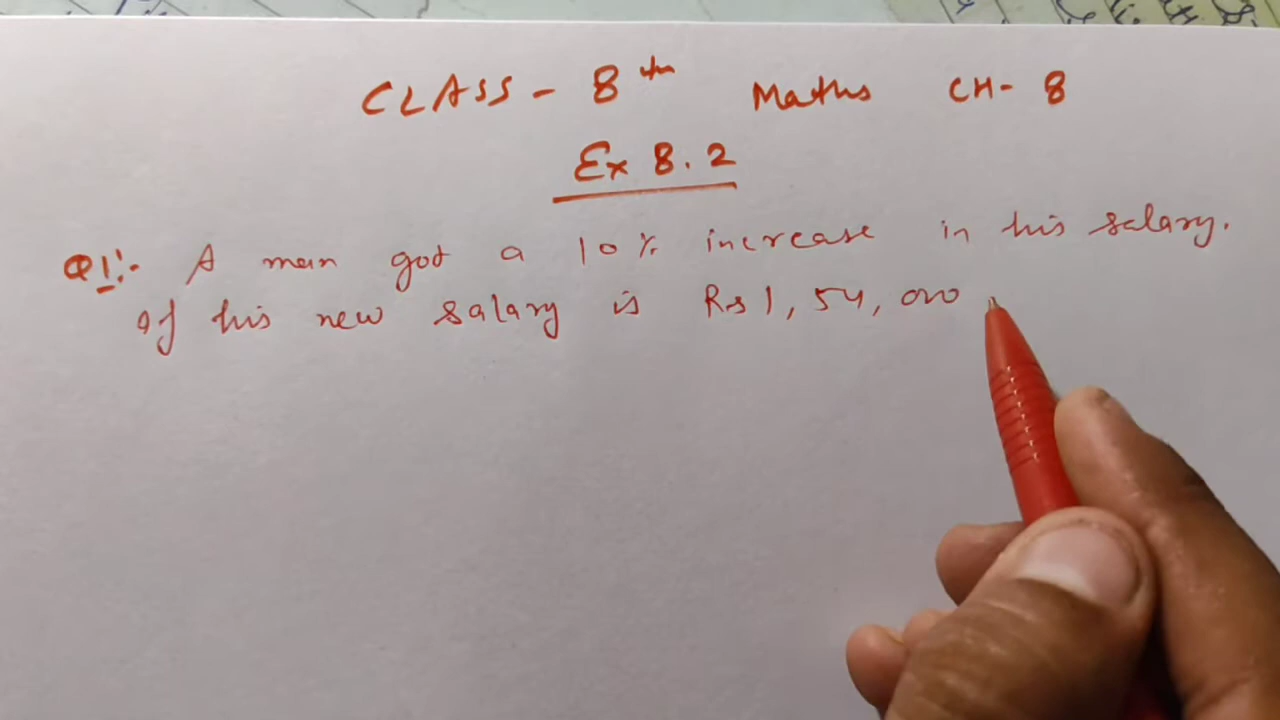 CLASS - 8th Maths CH- 8
Ex 8.2
Q1:- A man got a 10% increase in his salary.
If his new salary is Rs 1, 54, 000